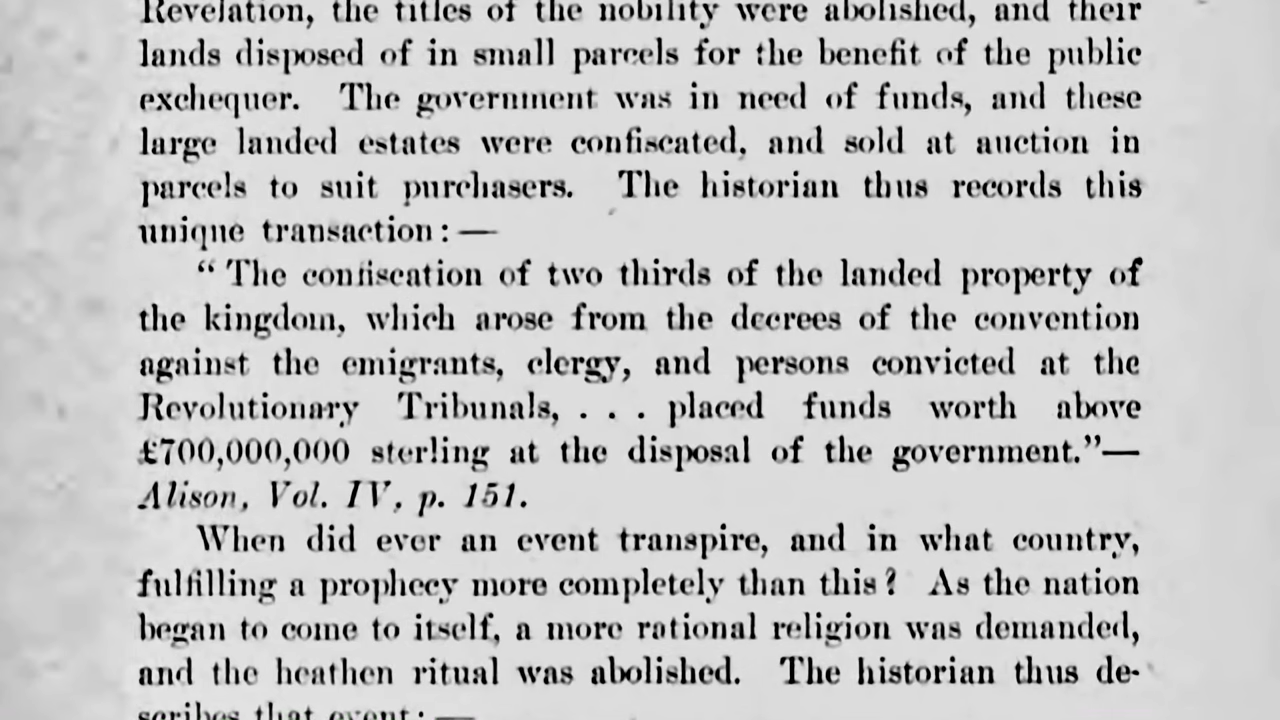 Revelation, the titles of the nobility were abolished, and their
lands disposed of in small parcels for the benefit of the public
exchequer. The government was in need of funds, and these
large landed estates were confiscated, and sold at auction in
parcels to suit purchasers. The historian thus records this
unique transaction: —
“The confiscation of two thirds of the landed property of
the kingdom, which arose from the decrees of the convention
against the emigrants, clergy, and persons convicted at the
Revolutionary Tribunals, . . . placed funds worth above
£700,000,000 sterling at the disposal of the government.”—
Alison, Vol. IV, p. 151.
When did ever an event transpire, and in what country,
fulfilling a prophecy more completely than this? As the nation
began to come to itself, a more rational religion was demanded,
and the heathen ritual was abolished. The historian thus de-
scribes that event: —